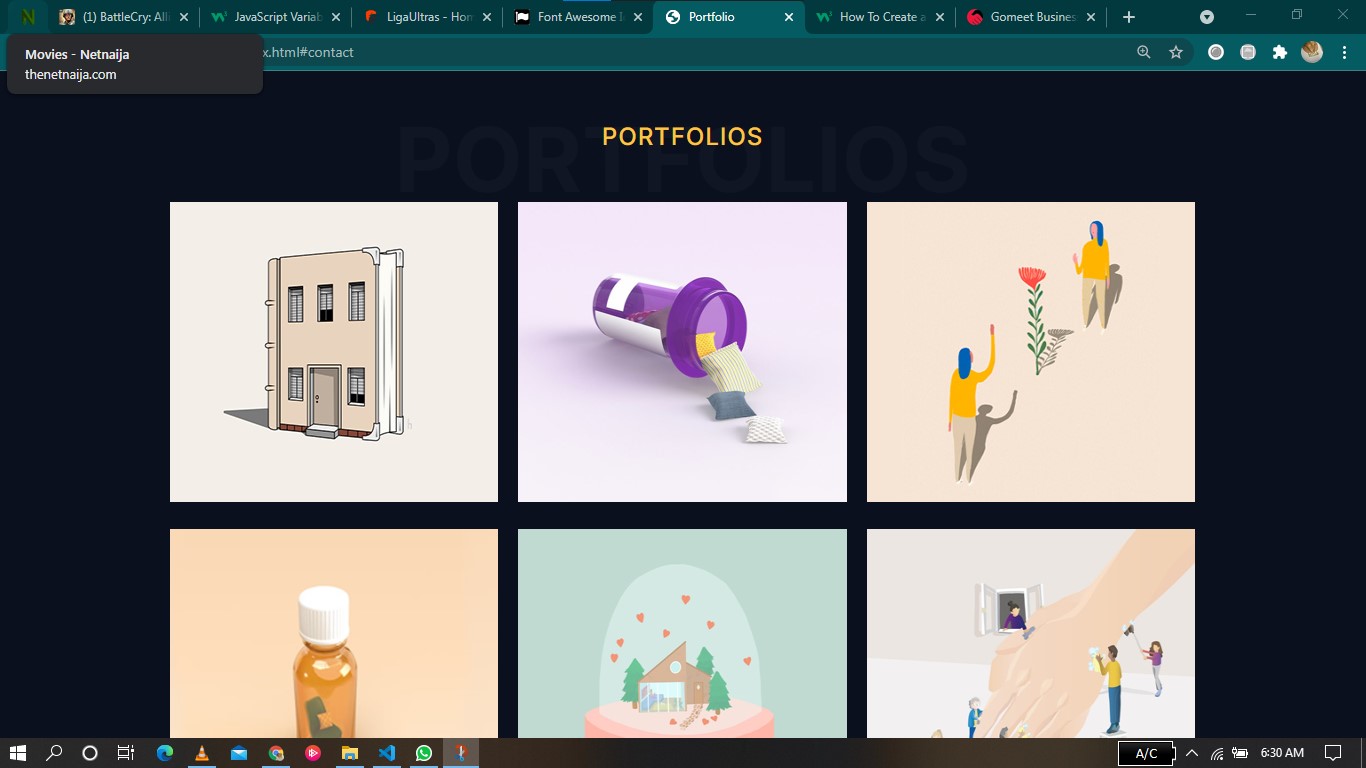 (1) BattleCry: Alli
JavaScript Variab
LigaUltras - Hom
Font Awesome I
Portfolio
How To Create a
Gomeet Busines
Movies - Netnaija
thenetnaija.com
x.html#contact
PORTFOLIOS
PORTFOLIOS
A/C
6:30 AM